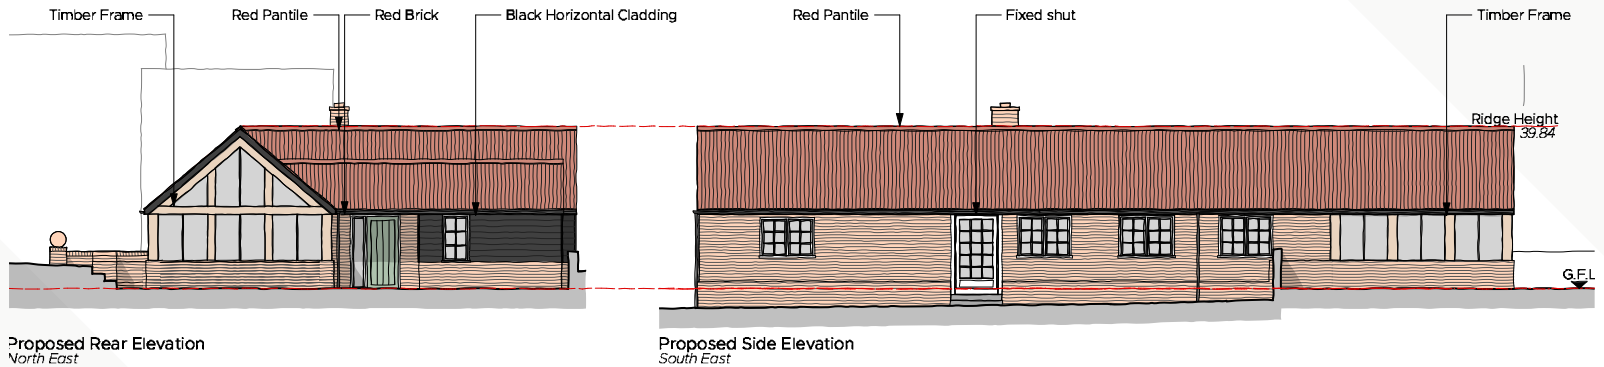 Timber Frame
Red Pantile
Red Brick
Black Horizontal Cladding
Red Pantile
Fixed shut
Timber Frame
Ridge Height
39.84
G.F.L
Proposed Rear Elevation
North East
Proposed Side Elevation
South East